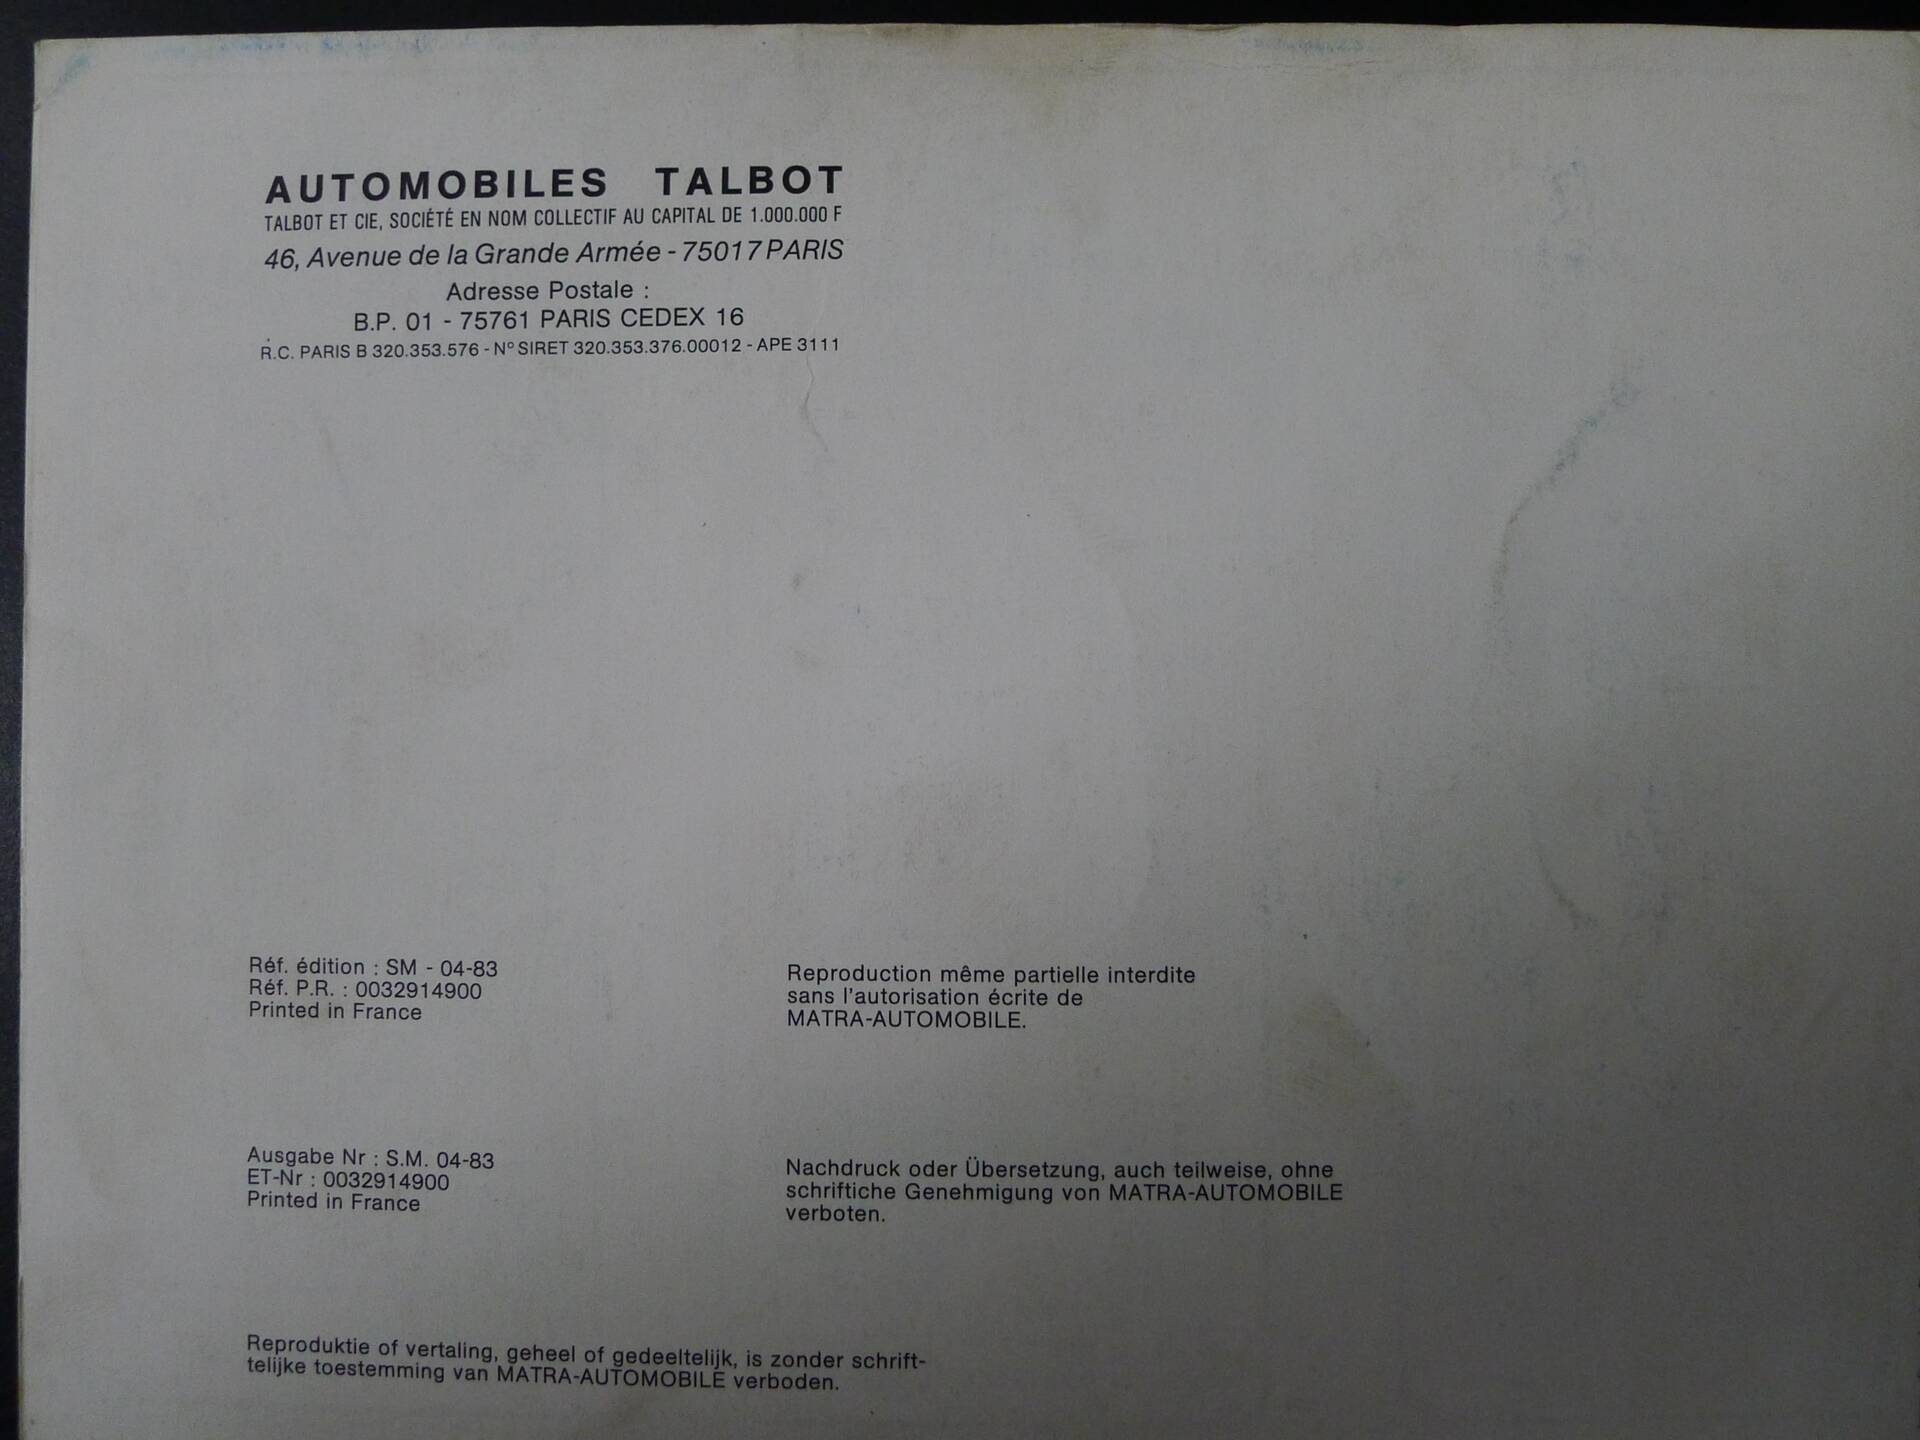 AUTOMOBILES TALBOT
TALBOT ET CIE, SOCIÉTÉ EN NOM COLLECTIF AU CAPITAL DE 1.000.000 F
46, Avenue de la Grande Armée - 75017 PARIS
Adresse Postale :
B.P. 01 - 75761 PARIS CEDEX 16
R.C. PARIS B 320.353.576 - N° SIRET 320.353.376.00012 - APE 3111
Réf. édition : SM - 04-83
Réf. P.R. : 0032914900
Printed in France
Reproduction même partielle interdite
sans l'autorisation écrite de
MATRA-AUTOMOBILE.
Ausgabe Nr : S.M. 04-83
ET-Nr : 0032914900
Printed in France
Nachdruck oder Übersetzung, auch teilweise, ohne
schriftiche Genehmigung von MATRA-AUTOMOBILE
verboten.
Reproduktie of vertaling, geheel of gedeeltelijk, is zonder schrift-
telijke toestemming van MATRA-AUTOMOBILE verboden.